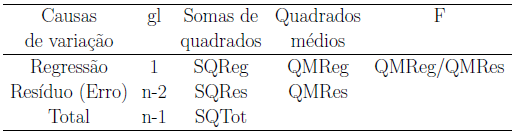 Causas gl Somas de Quadrados F
de variação quadrados médios
Regressão 1 SQReg QMReg QMReg/QMRes
Resíduo (Erro) n-2 SQRes QMRes
Total n-1 SQTot